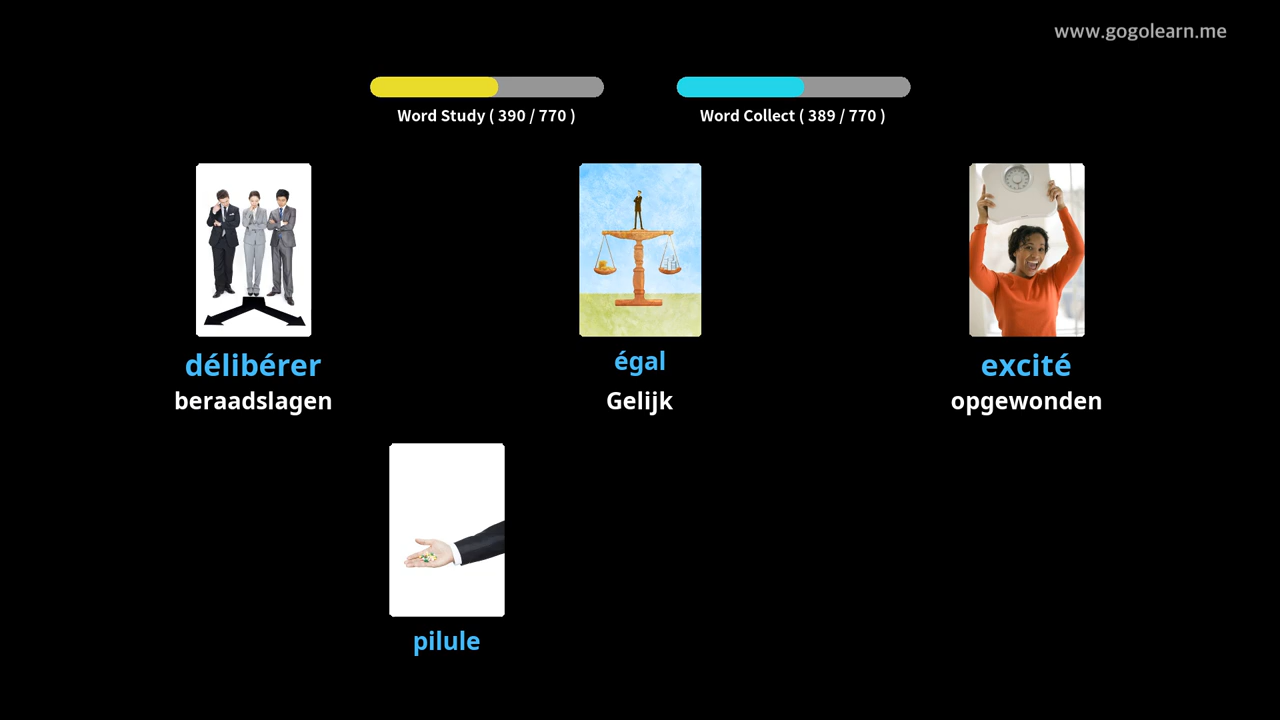 www.gogolearn.me
Word Study ( 390 / 770 )
Word Collect ( 389 / 770 )
délibérer
beraadslagen
égal
Gelijk
excité
opgewonden
pilule